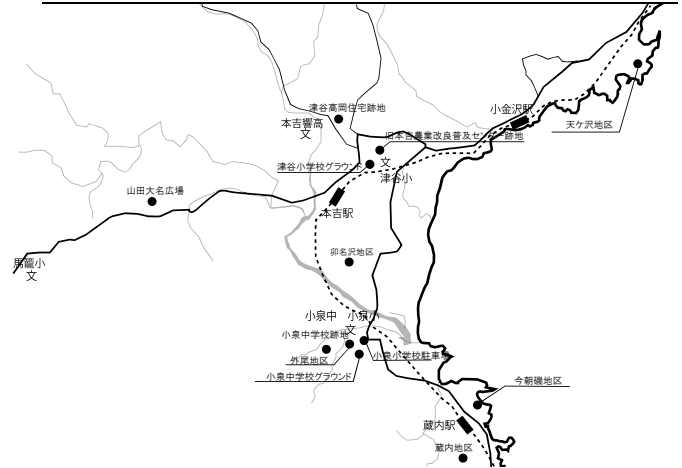 小金沢駅
天ケ沢地区
津谷高岡住宅跡地
本吉響高
文
旧本吉農業改良普及センター跡地
津谷小学校グラウンド
文
津谷小
山田大名広場
本吉駅
馬籠小
文
卯名沢地区
小泉中
小泉小
文
小泉中学校跡地
外尾地区
小泉小学校駐車場
小泉中学校グラウンド
今朝磯地区
蔵内駅
蔵内地区